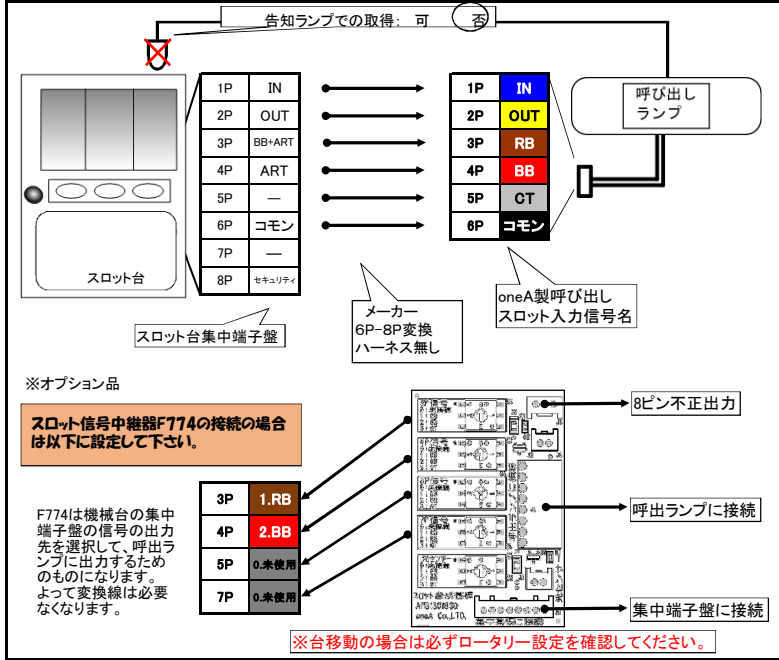 告知ランプでの取得: 可 否
呼び出し
ランプ
1P IN
2P OUT
3P BB+ART
4P ART
5P ―
6P コモン
7P ―
8P セキュリティ
1P IN
2P OUT
3P RB
4P BB
5P CT
6P コモン
スロット台
スロット台集中端子盤
メーカー
6P-8P変換
ハーネス無し
oneA製呼び出し
スロット入力信号名
※オプション品
スロット信号中継器F774の接続の場合
は以下に設定して下さい。
F774は機械台の集中
端子盤の信号の出力
先を選択して、呼出ラ
ンプに出力するため
のものになります。
よって変換線は必要
なくなります。
3P 1.RB
4P 2.BB
5P 0.未使用
7P 0.未使用
8ピン不正出力
呼出ランプに接続
集中端子盤に接続
oneA Co.,LTD.
※台移動の場合は必ずロータリー設定を確認してください。